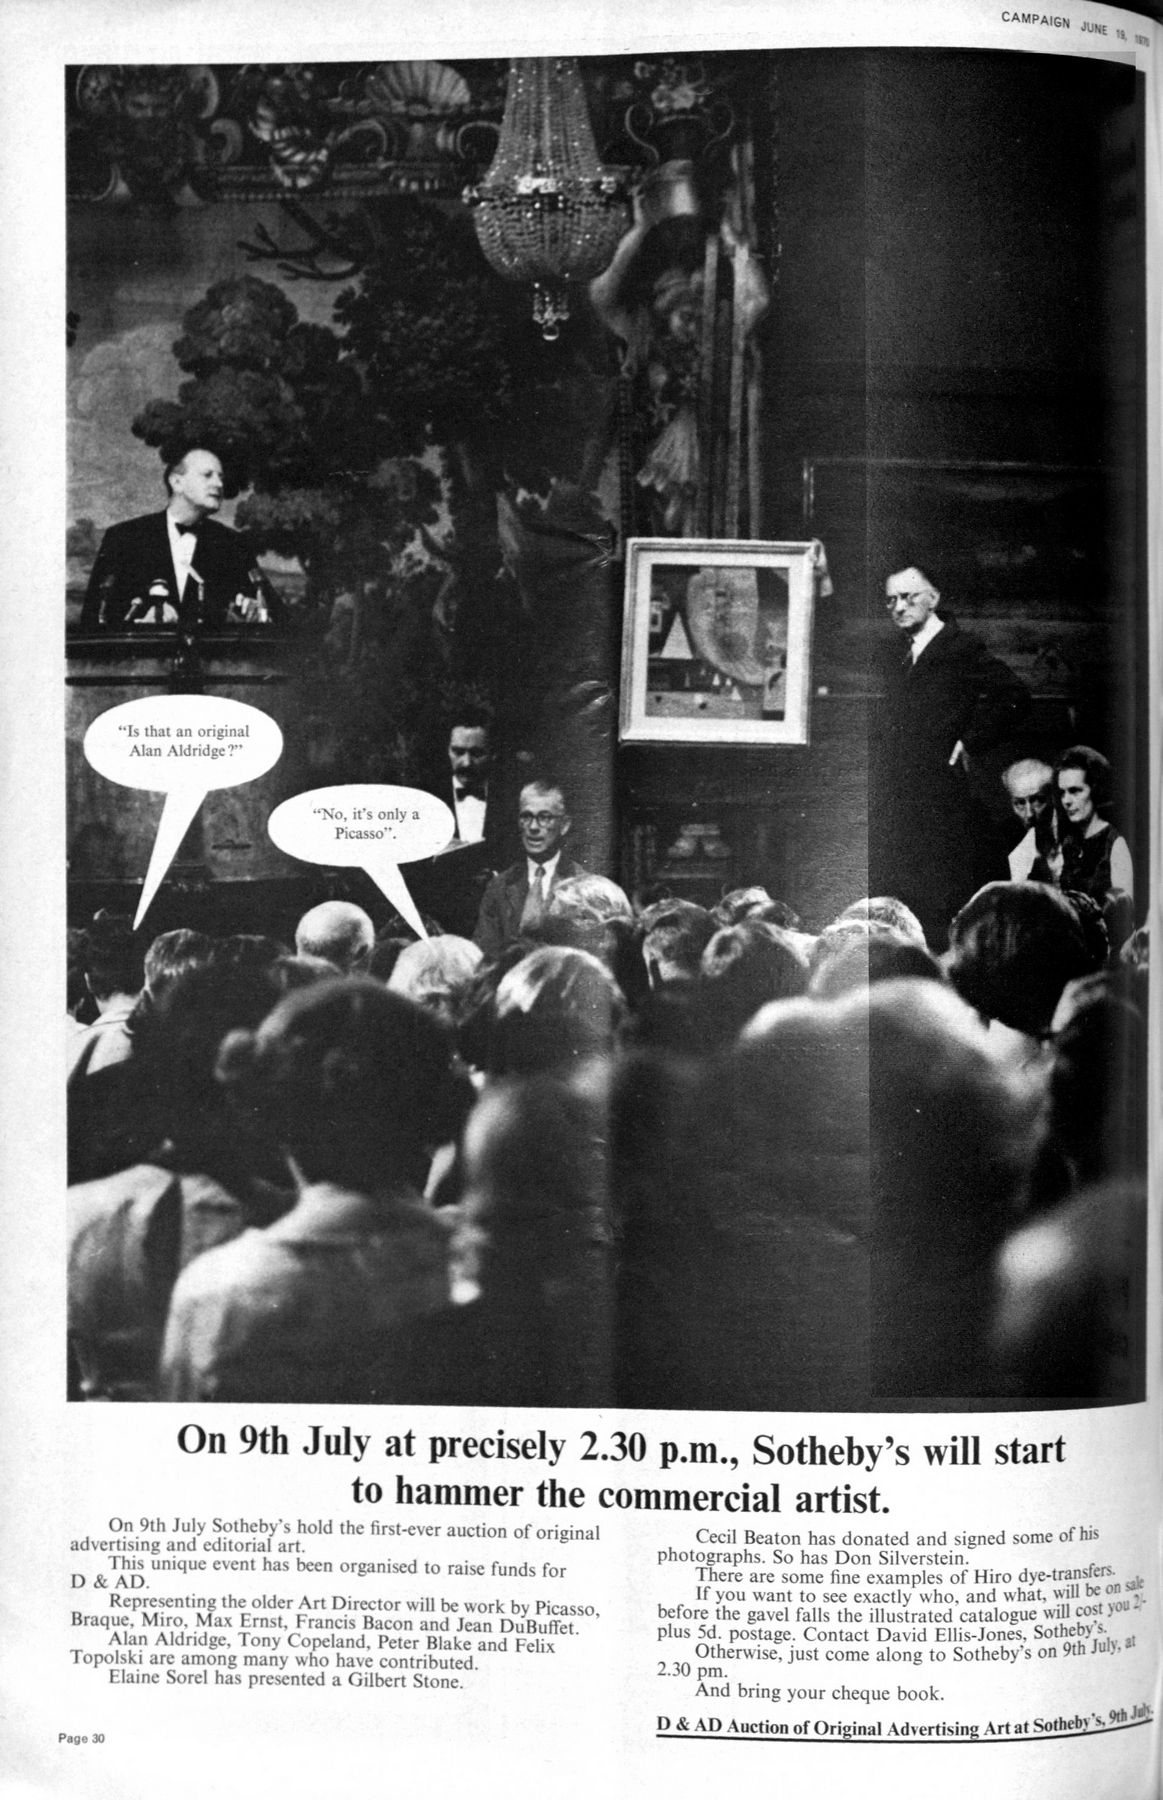 CAMPAIGN JUNE 19, 1970
"Is that an original
Alan Aldridge?"
"No, it's only a
Picasso".
On 9th July at precisely 2.30 p.m., Sotheby's will start
to hammer the commercial artist.
On 9th July Sotheby's hold the first-ever auction of original
advertising and editorial art.
This unique event has been organised to raise funds for
D & AD.
Representing the older Art Director will be work by Picasso,
Braque, Miro, Max Ernst, Francis Bacon and Jean DuBuffet.
Alan Aldridge, Tony Copeland, Peter Blake and Felix
Topolski are among many who have contributed.
Elaine Sorel has presented a Gilbert Stone.
Cecil Beaton has donated and signed some of his
photographs. So has Don Silverstein.
There are some fine examples of Hiro dye-transfers.
If you want to see exactly who, and what, will be on sale
before the gavel falls the illustrated catalogue will cost you 2/-
plus 5d. postage. Contact David Ellis-Jones, Sotheby's.
Otherwise, just come along to Sotheby's on 9th July, at
2.30 pm.
And bring your cheque book.
D & AD Auction of Original Advertising Art at Sotheby's, 9th July.
Page 30